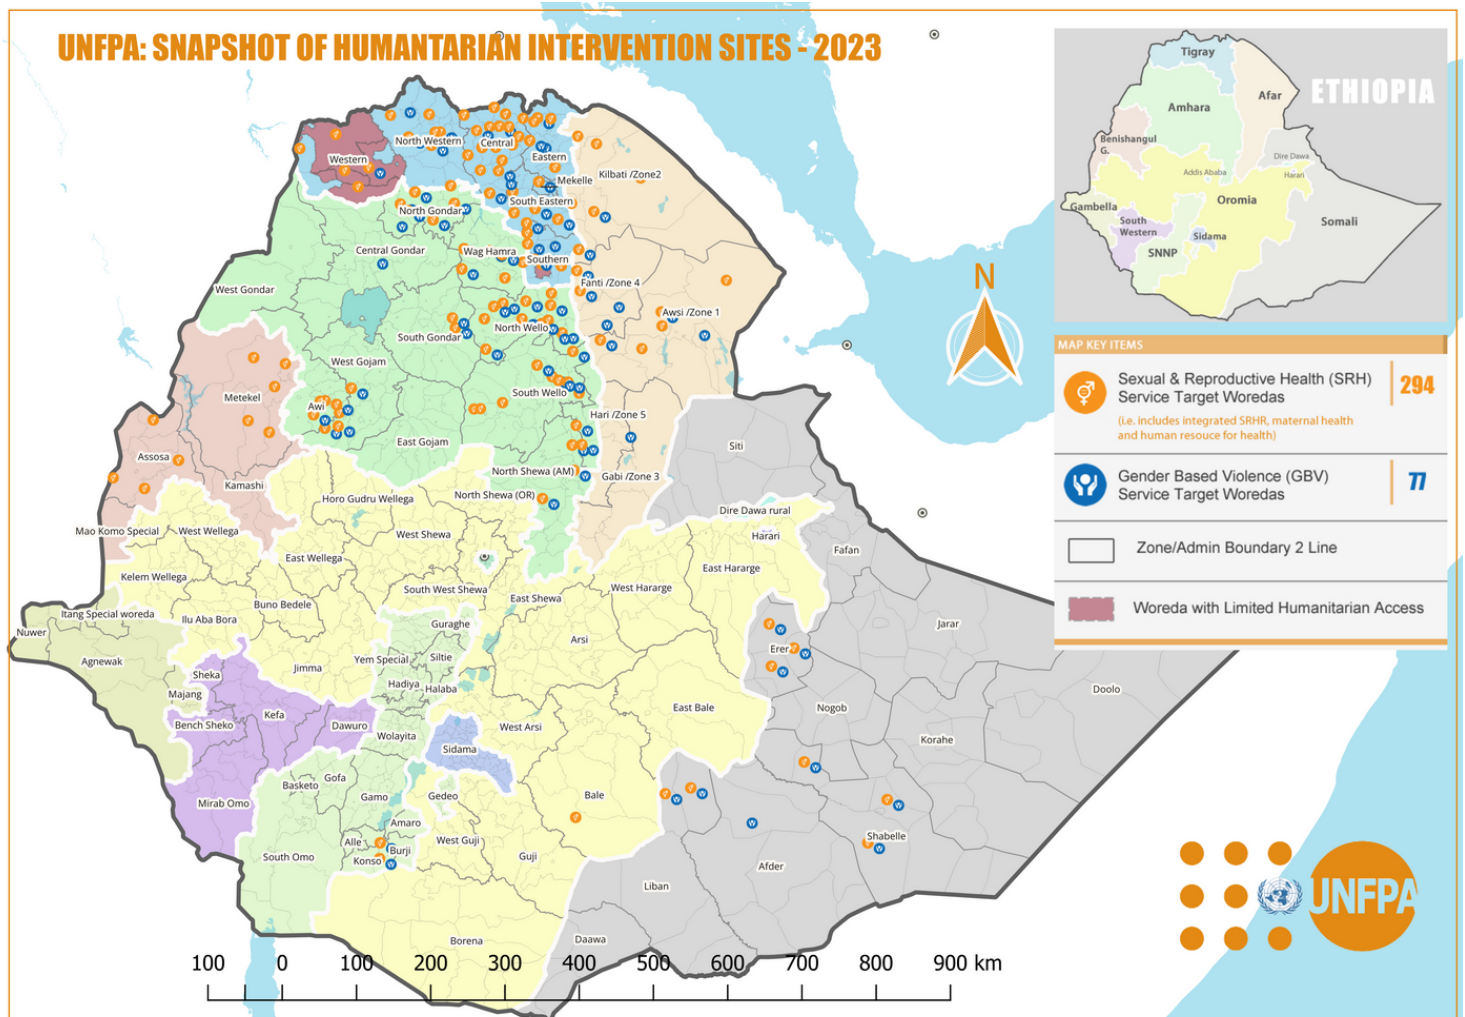 UNFPA: SNAPSHOT OF HUMANITARIAN INTERVENTION SITES - 2023
ETHIOPIA
Tigray
Afar
Amhara
Benishangul
G.
Dire Dawa
Harari
Addis Ababa
Oromia
Gambella
South
Western
Sidama
SNNP
Somali
MAP KEY ITEMS
Sexual & Reproductive Health (SRH)
Service Target Woredas
294
(i.e. includes integrated SRHR, maternal health
and human resouce for health)
Gender Based Violence (GBV)
Service Target Woredas
77
Zone/Admin Boundary 2 Line
Woreda with Limited Humanitarian Access
N
Western
North Western
Central
Eastern
Mekelle
Kilbati /Zone2
South Eastern
North Gondar
Central Gondar
Wag Hamra
Southern
Fanti /Zone 4
West Gondar
Awsi /Zone 1
South Gondar
North Wello
West Gojam
Metekel
Awi
South Wello
Hari /Zone 5
East Gojam
Siti
Assosa
Kamashi
North Shewa (AM)
Gabi /Zone 3
Horo Gudru Wellega
North Shewa (OR)
Dire Dawa rural
Mao Komo Special
West Wellega
West Shewa
Harari
Fafan
East Wellega
East Hararge
Kelem Wellega
South West Shewa
West Hararge
Buno Bedele
East Shewa
Itang Special woreda
Ilu Aba Bora
Guraghe
Jarar
Nuwer
Arsi
Erer
Agnewak
Yem Special
Siltie
Jimma
Sheka
Hadiya
Halaba
Majang
Doolo
Kefa
Nogob
East Bale
Bench Sheko
Dawuro
West Arsi
Wolayita
Korahe
Sidama
Gofa
Basketo
Gamo
Gedeo
Bale
Mirab Omo
Amaro
Shabelle
Alle
West Guji
Burji
Konso
South Omo
Guji
Afder
Liban
Borena
Daawa
100 0 100 200 300 400 500 600 700 800 900 km
UNFPA